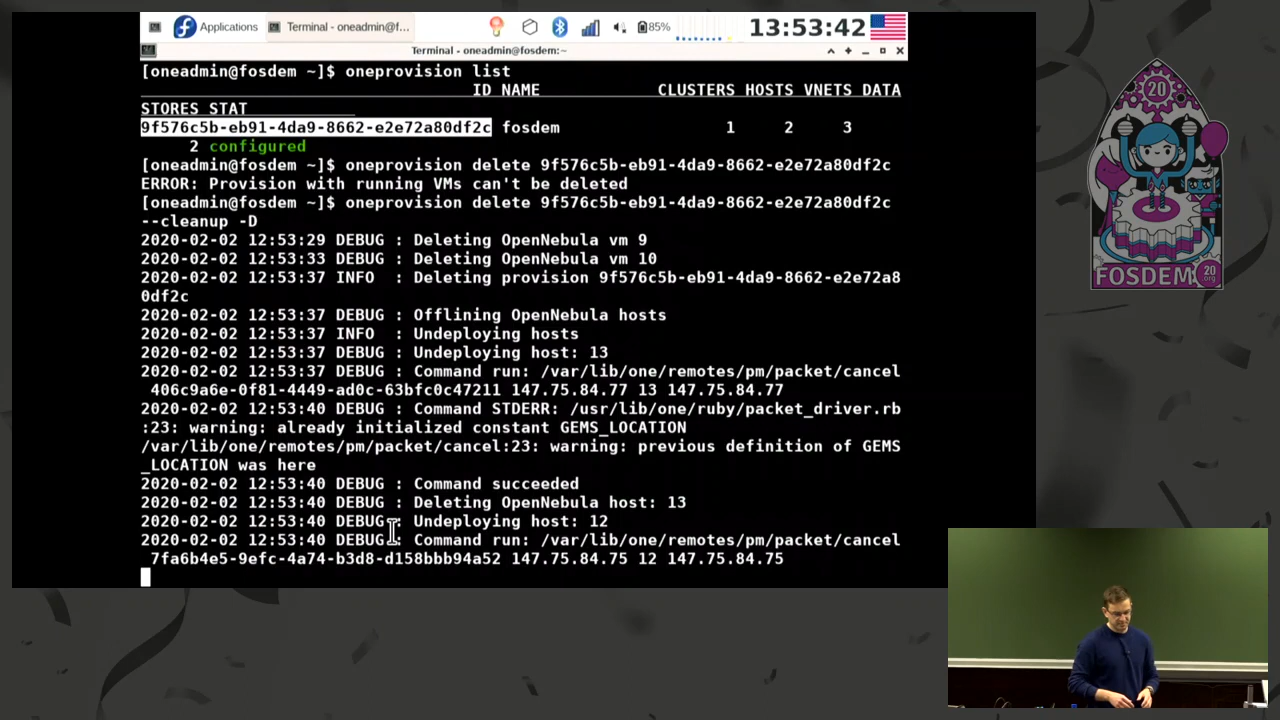 Applications
Terminal - oneadmin@f...
85%
13:53:42
Terminal - oneadmin@fosdem:~
[oneadmin@fosdem ~]$ oneprovision list
ID NAME CLUSTERS HOSTS VNETS DATA
STORES STAT
9f576c5b-eb91-4da9-8662-e2e72a80df2c fosdem 1 2 3
2 configured
[oneadmin@fosdem ~]$ oneprovision delete 9f576c5b-eb91-4da9-8662-e2e72a80df2c
ERROR: Provision with running VMs can't be deleted
[oneadmin@fosdem ~]$ oneprovision delete 9f576c5b-eb91-4da9-8662-e2e72a80df2c
--cleanup -D
2020-02-02 12:53:29 DEBUG : Deleting OpenNebula vm 9
2020-02-02 12:53:33 DEBUG : Deleting OpenNebula vm 10
2020-02-02 12:53:37 INFO  : Deleting provision 9f576c5b-eb91-4da9-8662-e2e72a8
0df2c
2020-02-02 12:53:37 DEBUG : Offlining OpenNebula hosts
2020-02-02 12:53:37 INFO  : Undeploying hosts
2020-02-02 12:53:37 DEBUG : Undeploying host: 13
2020-02-02 12:53:37 DEBUG : Command run: /var/lib/one/remotes/pm/packet/cancel
406c9a6e-0f81-4449-ad0c-63bfc0c47211 147.75.84.77 13 147.75.84.77
2020-02-02 12:53:40 DEBUG : Command STDERR: /usr/lib/one/ruby/packet_driver.rb
:23: warning: already initialized constant GEMS_LOCATION
/var/lib/one/remotes/pm/packet/cancel:23: warning: previous definition of GEMS
_LOCATION was here
2020-02-02 12:53:40 DEBUG : Command succeeded
2020-02-02 12:53:40 DEBUG : Deleting OpenNebula host: 13
2020-02-02 12:53:40 DEBUG : Undeploying host: 12
2020-02-02 12:53:40 DEBUG : Command run: /var/lib/one/remotes/pm/packet/cancel
7fa6b4e5-9efc-4a74-b3d8-d158bbb94a52 147.75.84.75 12 147.75.84.75
20
FOSDEM
20
.org